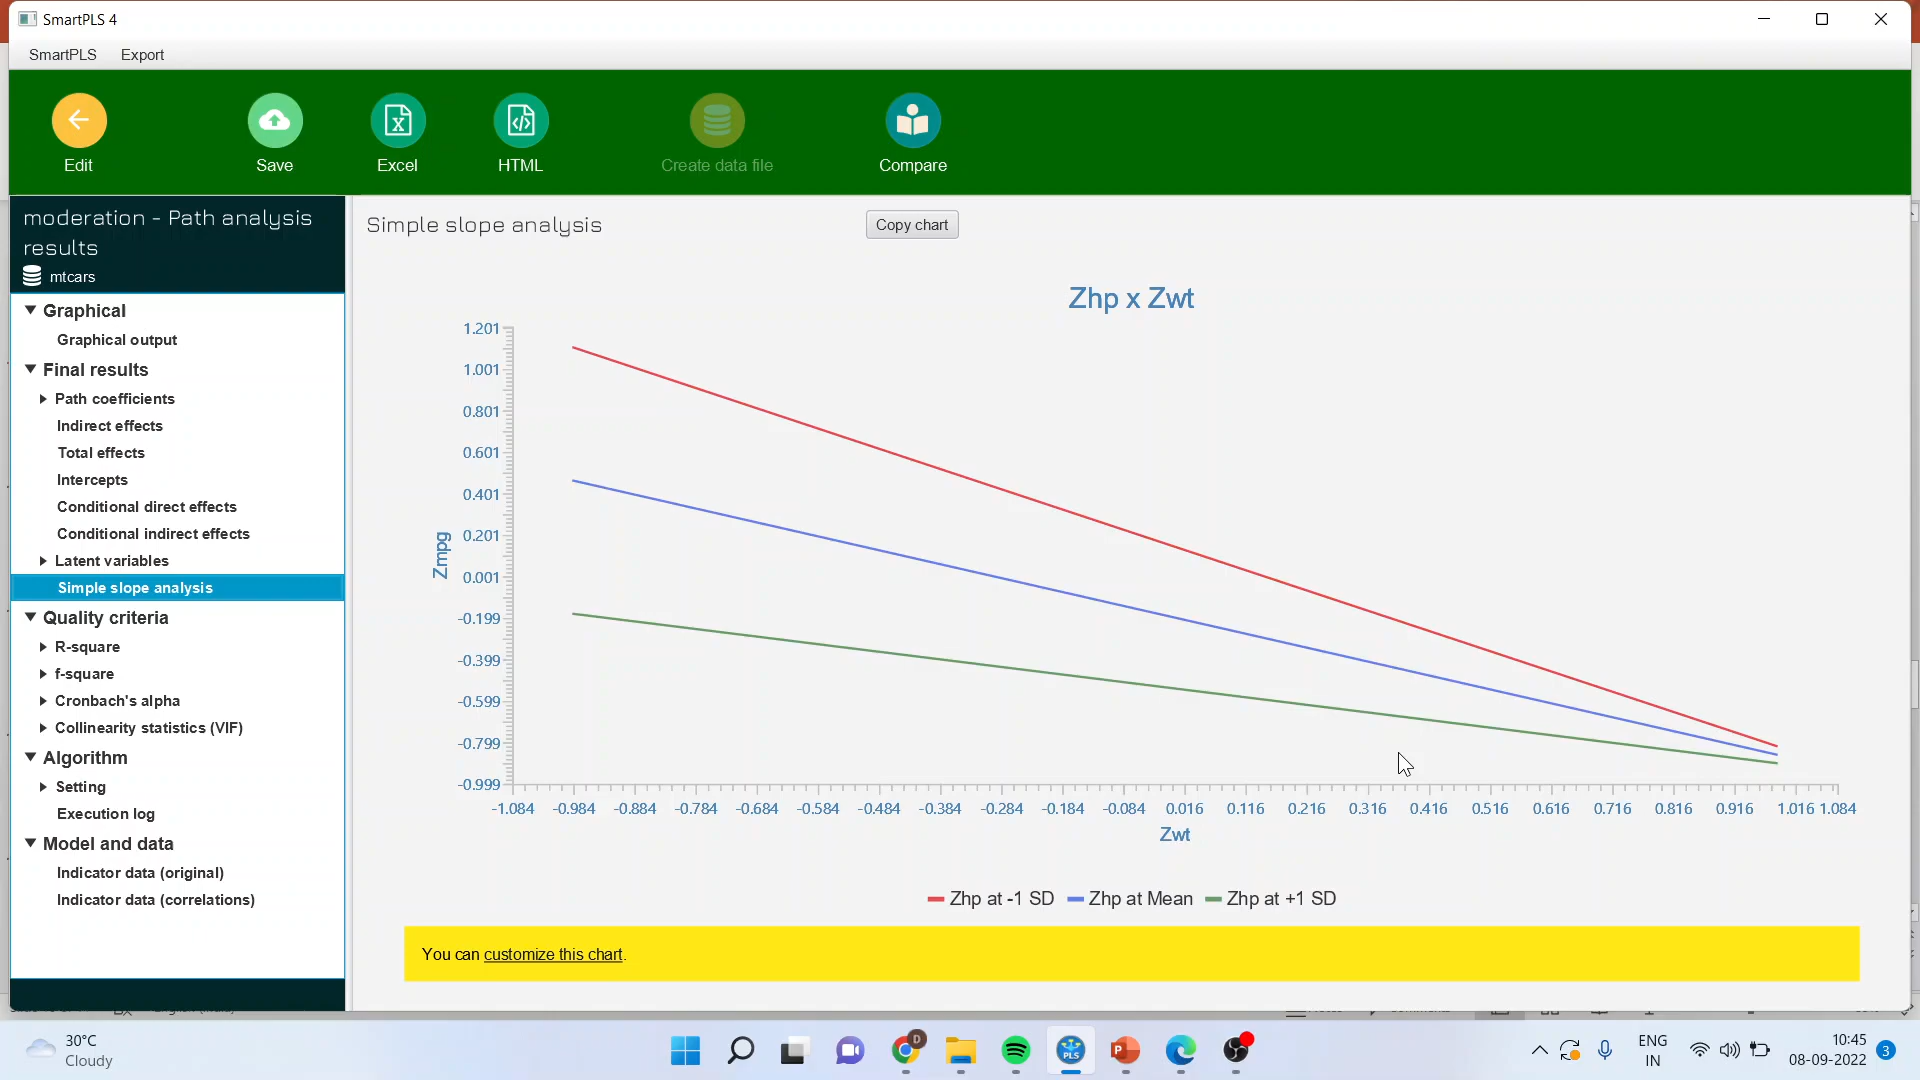 SmartPLS 4
SmartPLS Export
Edit Save Excel HTML Create data file Compare
moderation - Path analysis
results
mtcars
Graphical
Graphical output
Final results
Path coefficients
Indirect effects
Total effects
Intercepts
Conditional direct effects
Conditional indirect effects
Latent variables
Simple slope analysis
Quality criteria
R-square
f-square
Cronbach's alpha
Collinearity statistics (VIF)
Algorithm
Setting
Execution log
Model and data
Indicator data (original)
Indicator data (correlations)
Simple slope analysis
Copy chart
Zhp x Zwt
1.201
1.001
0.801
0.601
0.401
0.201
0.001
-0.199
-0.399
-0.599
-0.799
-0.999
Zmpg
-1.084 -0.984 -0.884 -0.784 -0.684 -0.584 -0.484 -0.384 -0.284 -0.184 -0.084 0.016 0.116 0.216 0.316 0.416 0.516 0.616 0.716 0.816 0.916 1.016 1.084
Zwt
Zhp at -1 SD Zhp at Mean Zhp at +1 SD
You can customize this chart.
30°C
Cloudy
D
PLS
P
ENG
IN
10:45
08-09-2022
3